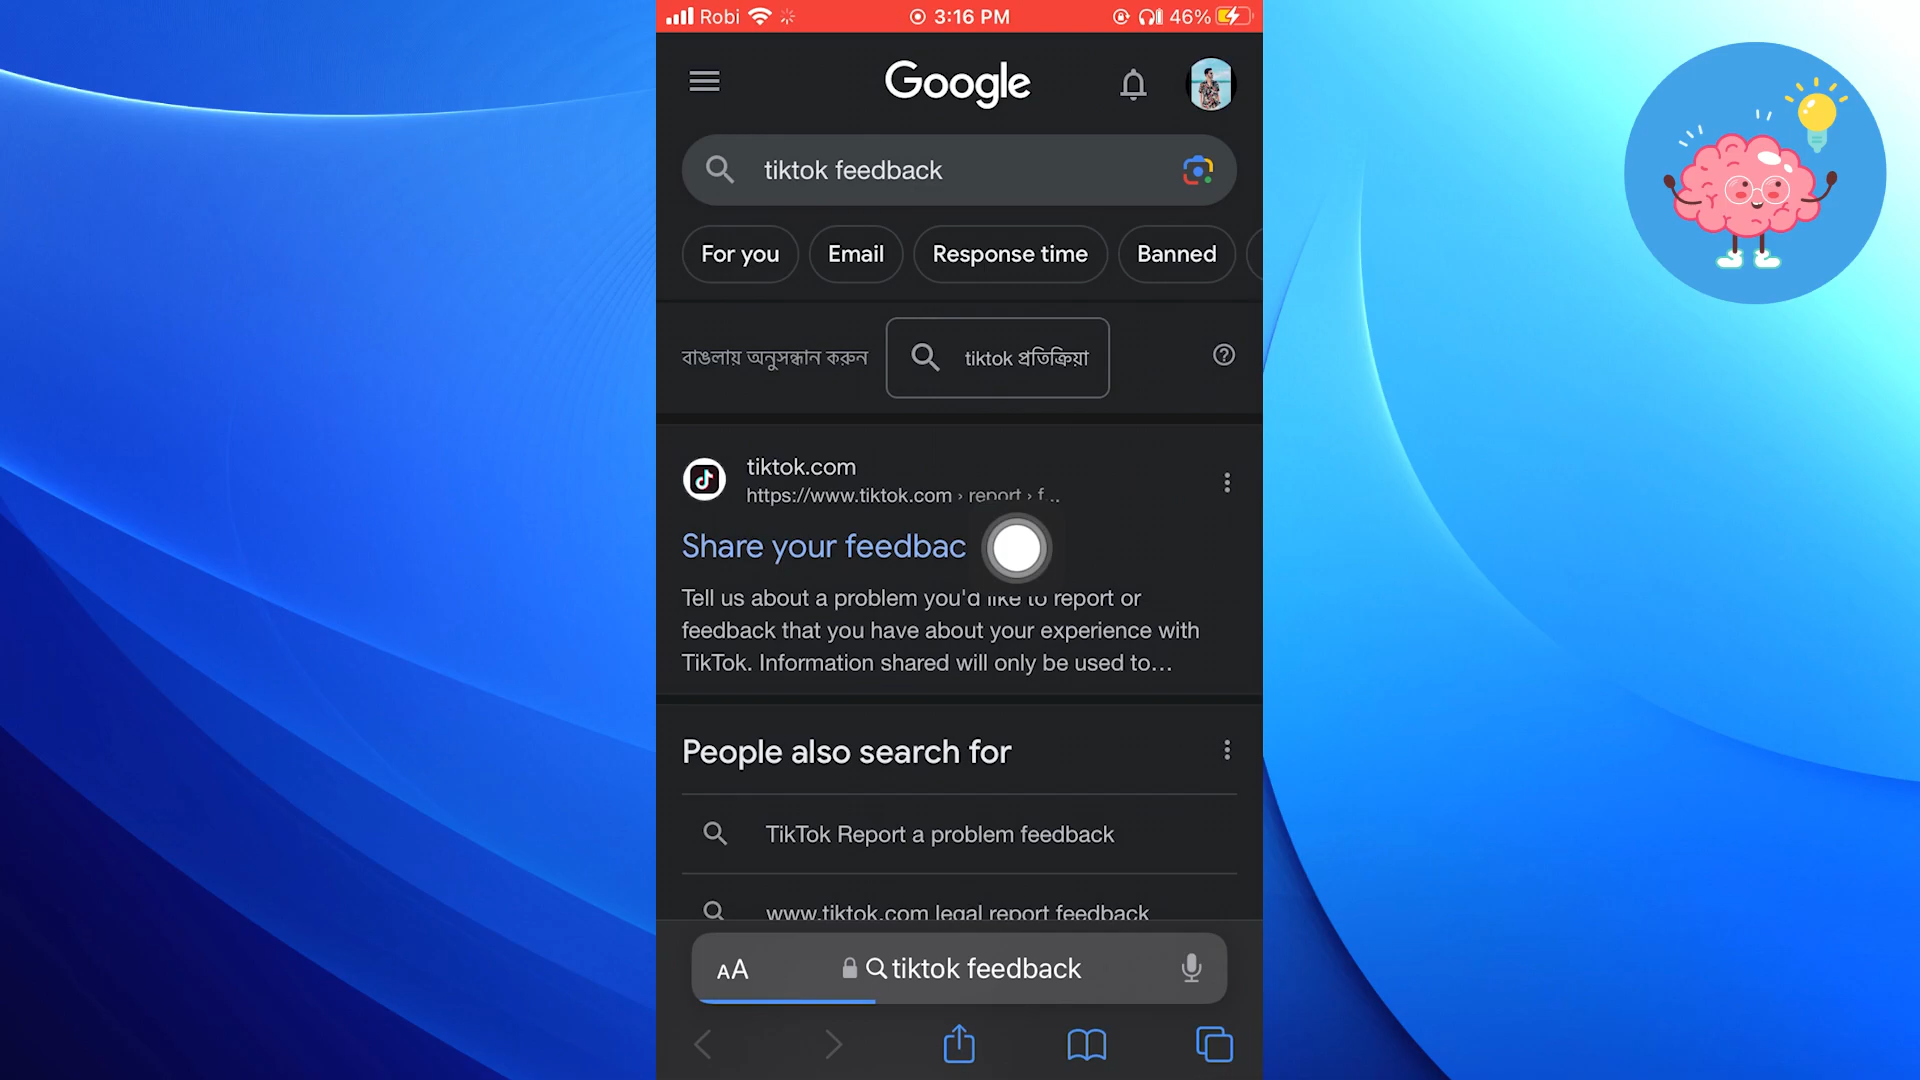 Robi 3:16 PM 46%
Google
tiktok feedback
For you Email Response time Banned
বাঙলায় অনুসন্ধান করুন tiktok প্রতিক্রিয়া
tiktok.com
https://www.tiktok.com › report › f...
Share your feedbac
Tell us about a problem you'd like to report or
feedback that you have about your experience with
TikTok. Information shared will only be used to...
People also search for
TikTok Report a problem feedback
www.tiktok.com legal report feedback
AA tiktok feedback